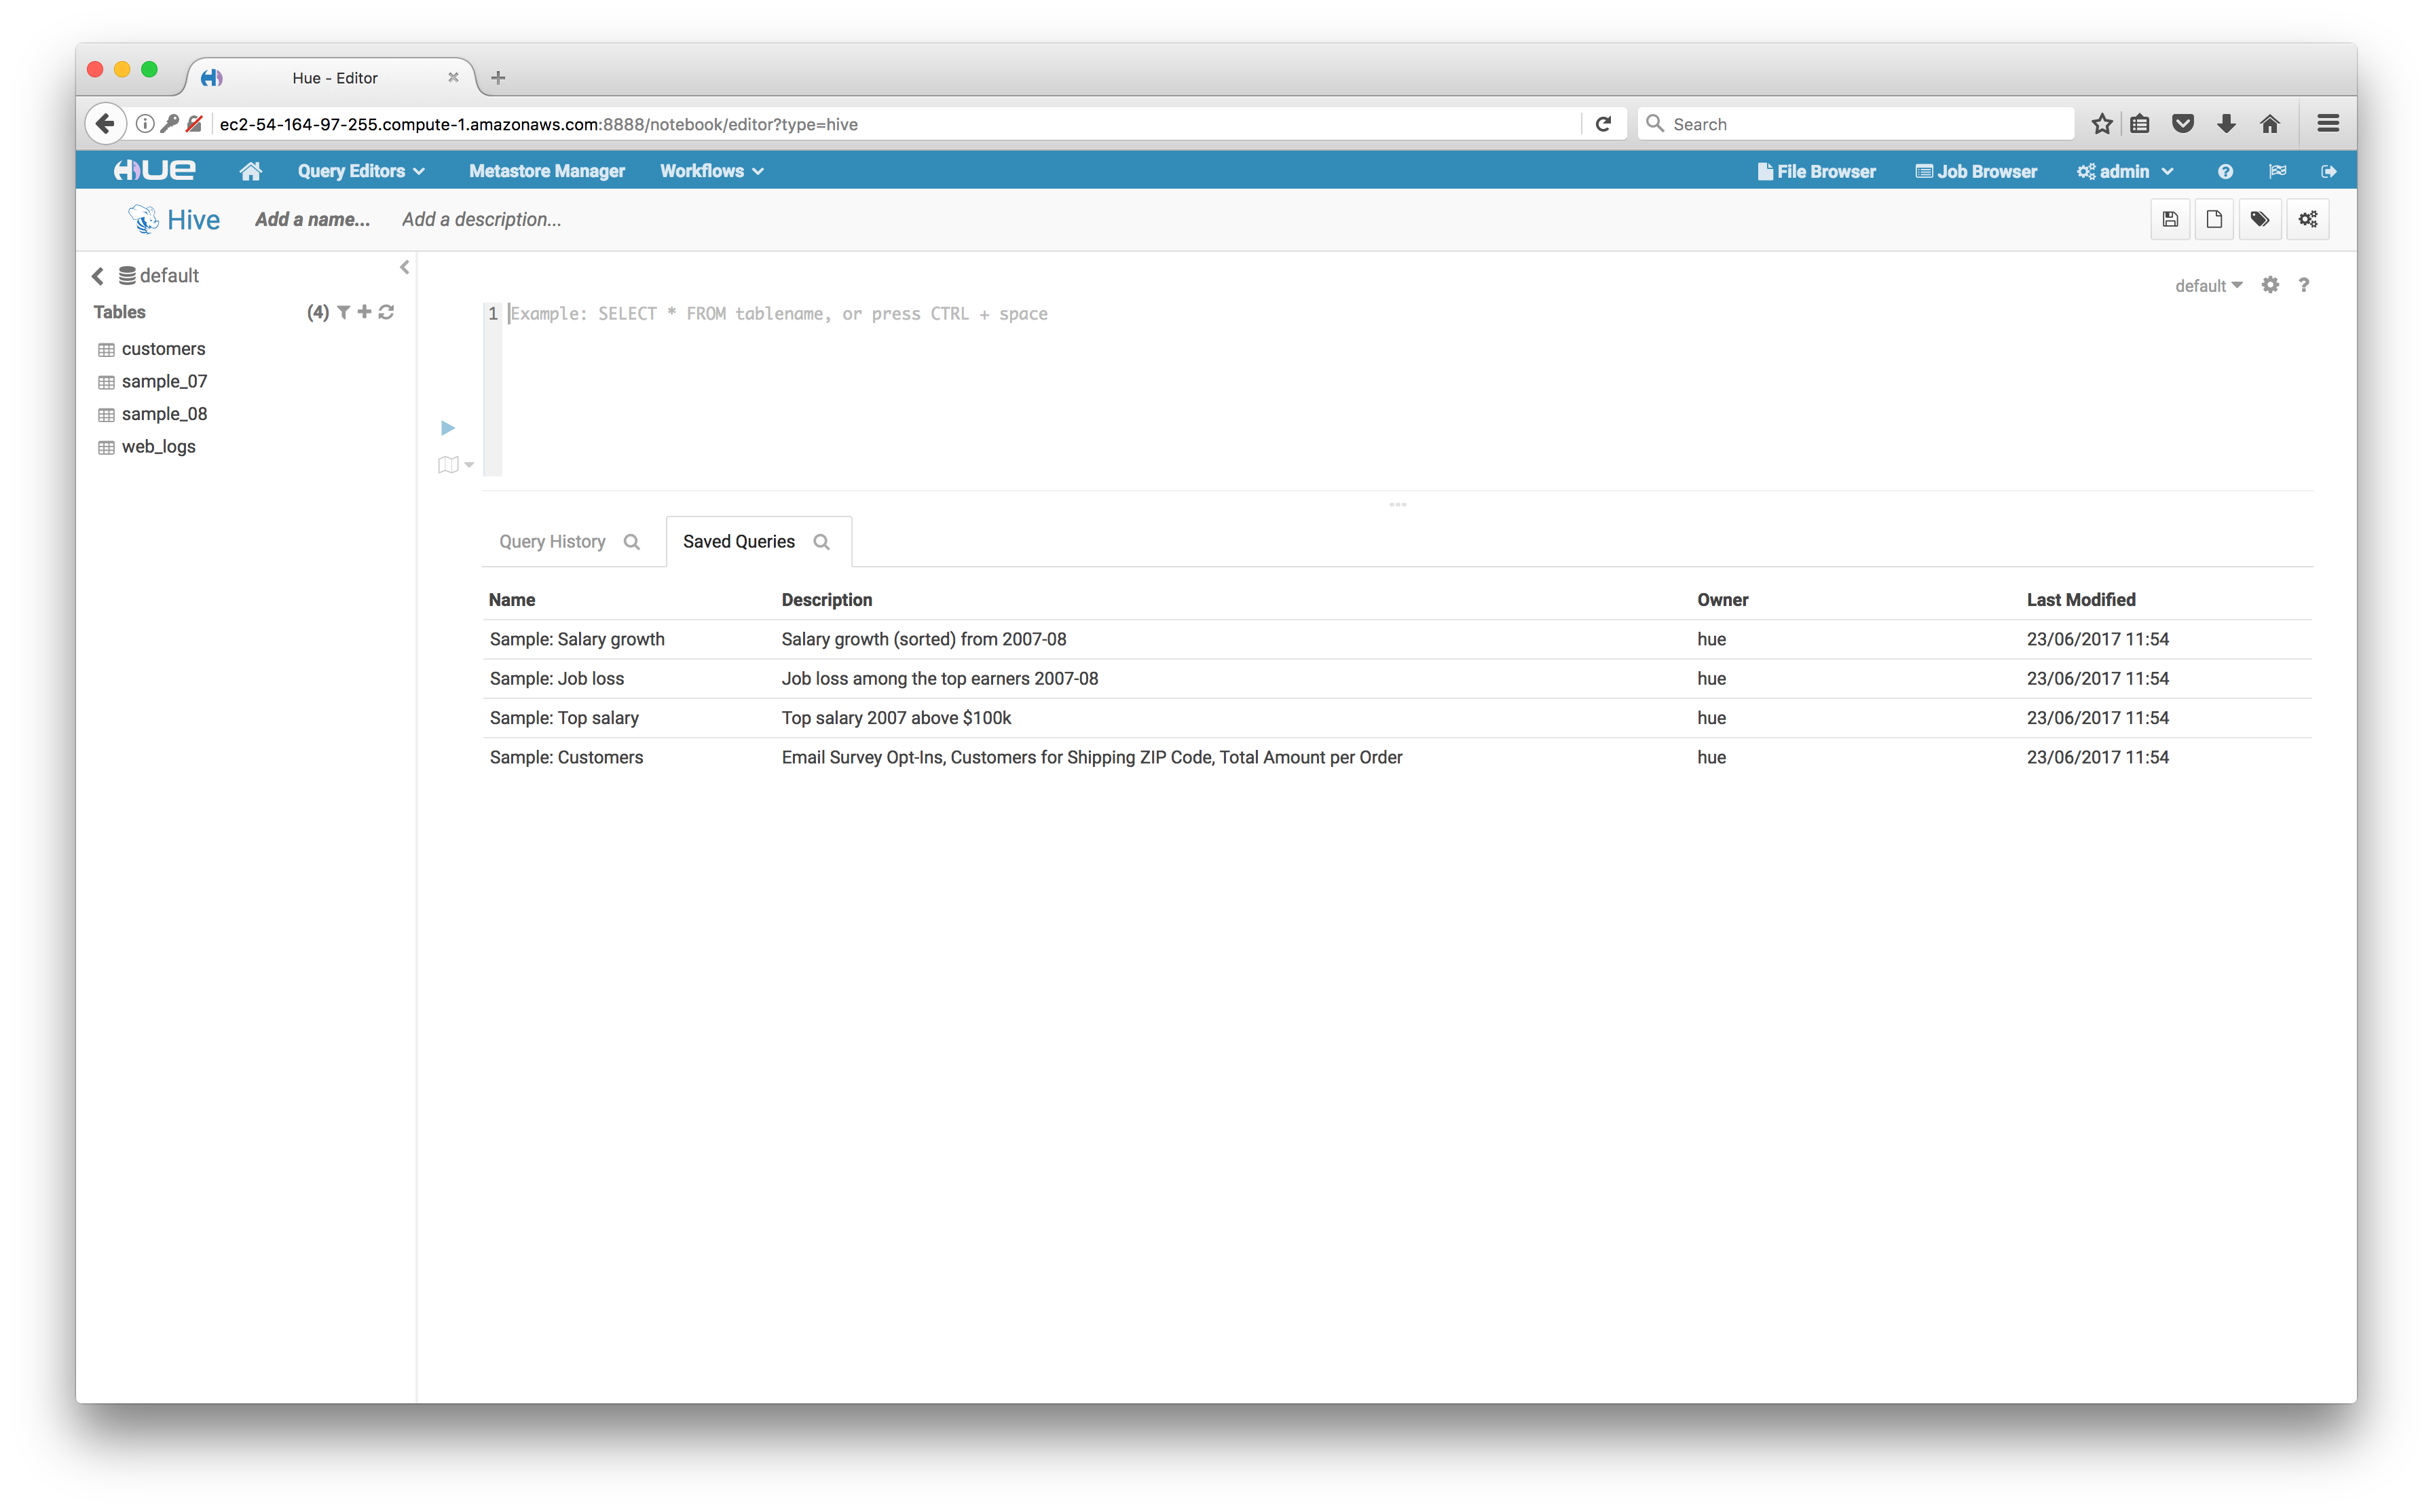 Hue - Editor
ec2-54-164-97-255.compute-1.amazonaws.com:8888/notebook/editor?type=hive
Search
HUE
Query Editors
Metastore Manager
Workflows
File Browser
Job Browser
admin
Hive
Add a name...
Add a description...
default
Tables
(4)
customers
sample_07
sample_08
web_logs
default
1
Example: SELECT * FROM tablename, or press CTRL + space
Query History
Saved Queries
Name Description Owner Last Modified
Sample: Salary growth Salary growth (sorted) from 2007-08 hue 23/06/2017 11:54
Sample: Job loss Job loss among the top earners 2007-08 hue 23/06/2017 11:54
Sample: Top salary Top salary 2007 above $100k hue 23/06/2017 11:54
Sample: Customers Email Survey Opt-Ins, Customers for Shipping ZIP Code, Total Amount per Order hue 23/06/2017 11:54